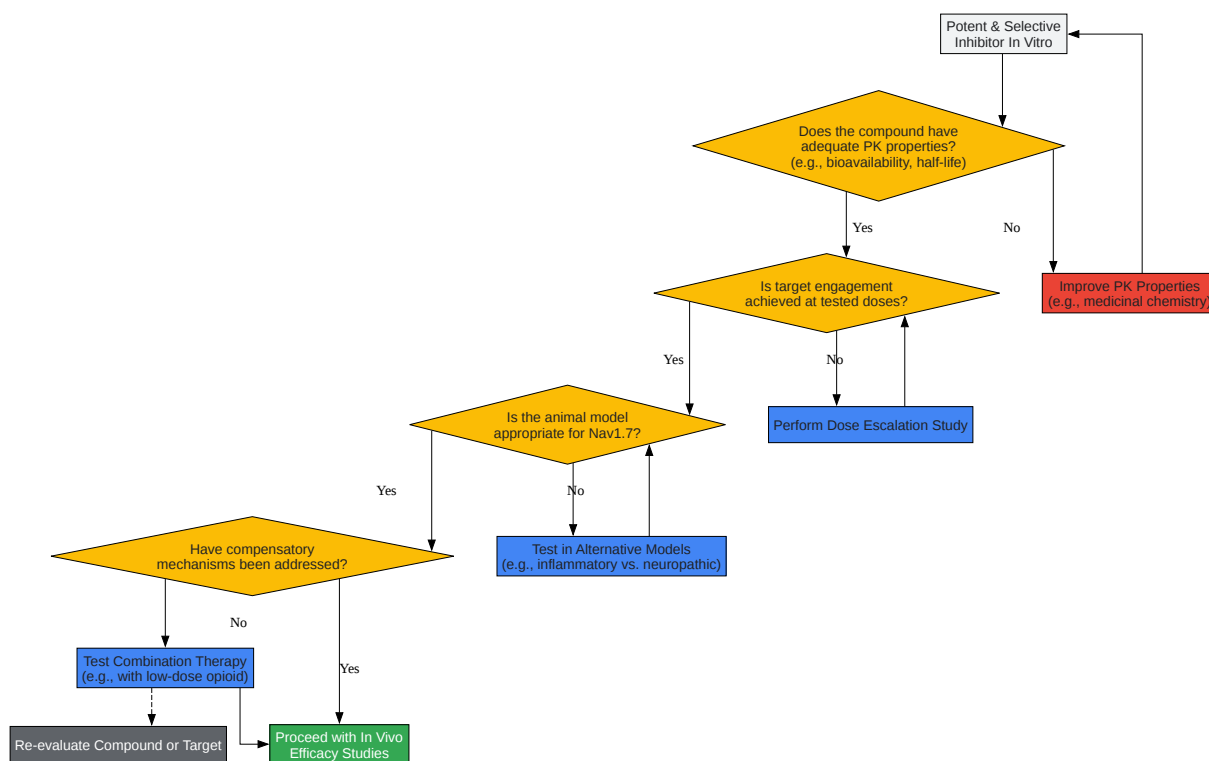 Potent & Selective
Inhibitor In Vitro
Does the compound have
adequate PK properties?
(e.g., bioavailability, half-life)
Yes
No
Is target engagement
achieved at tested doses?
Improve PK Properties
(e.g., medicinal chemistry)
Yes
No
Is the animal model
appropriate for Nav1.7?
Perform Dose Escalation Study
Yes
No
Have compensatory
mechanisms been addressed?
Test in Alternative Models
(e.g., inflammatory vs. neuropathic)
No
Yes
Test Combination Therapy
(e.g., with low-dose opioid)
Re-evaluate Compound or Target
Proceed with In Vivo
Efficacy Studies